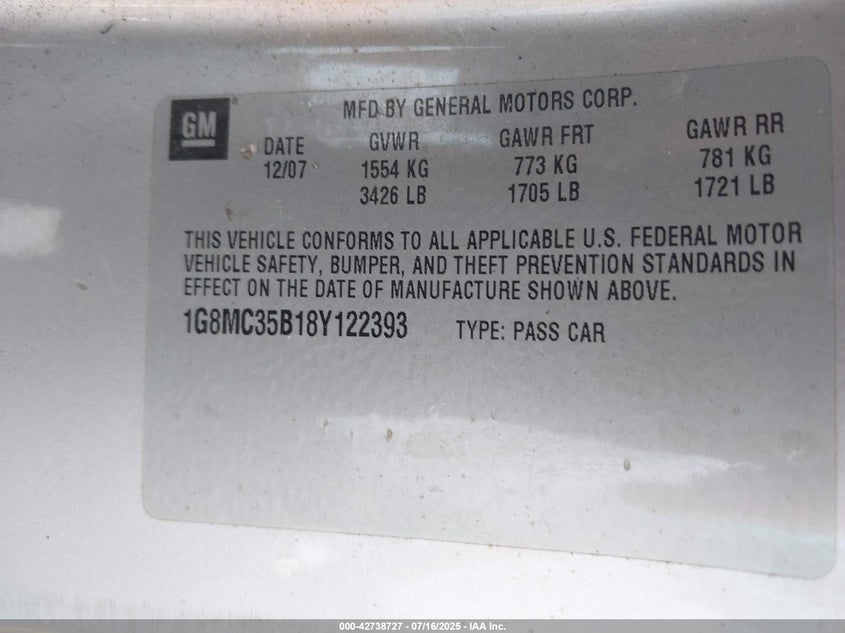 GM
MFD BY GENERAL MOTORS CORP.
DATE GVWR GAWR FRT GAWR RR
12/07 1554 KG 773 KG 781 KG
3426 LB 1705 LB 1721 LB
THIS VEHICLE CONFORMS TO ALL APPLICABLE U.S. FEDERAL MOTOR
VEHICLE SAFETY, BUMPER, AND THEFT PREVENTION STANDARDS IN
EFFECT ON THE DATE OF MANUFACTURE SHOWN ABOVE.
1G8MC35B18Y122393 TYPE: PASS CAR
000-42738727 - 07/16/2025 - IAA Inc.